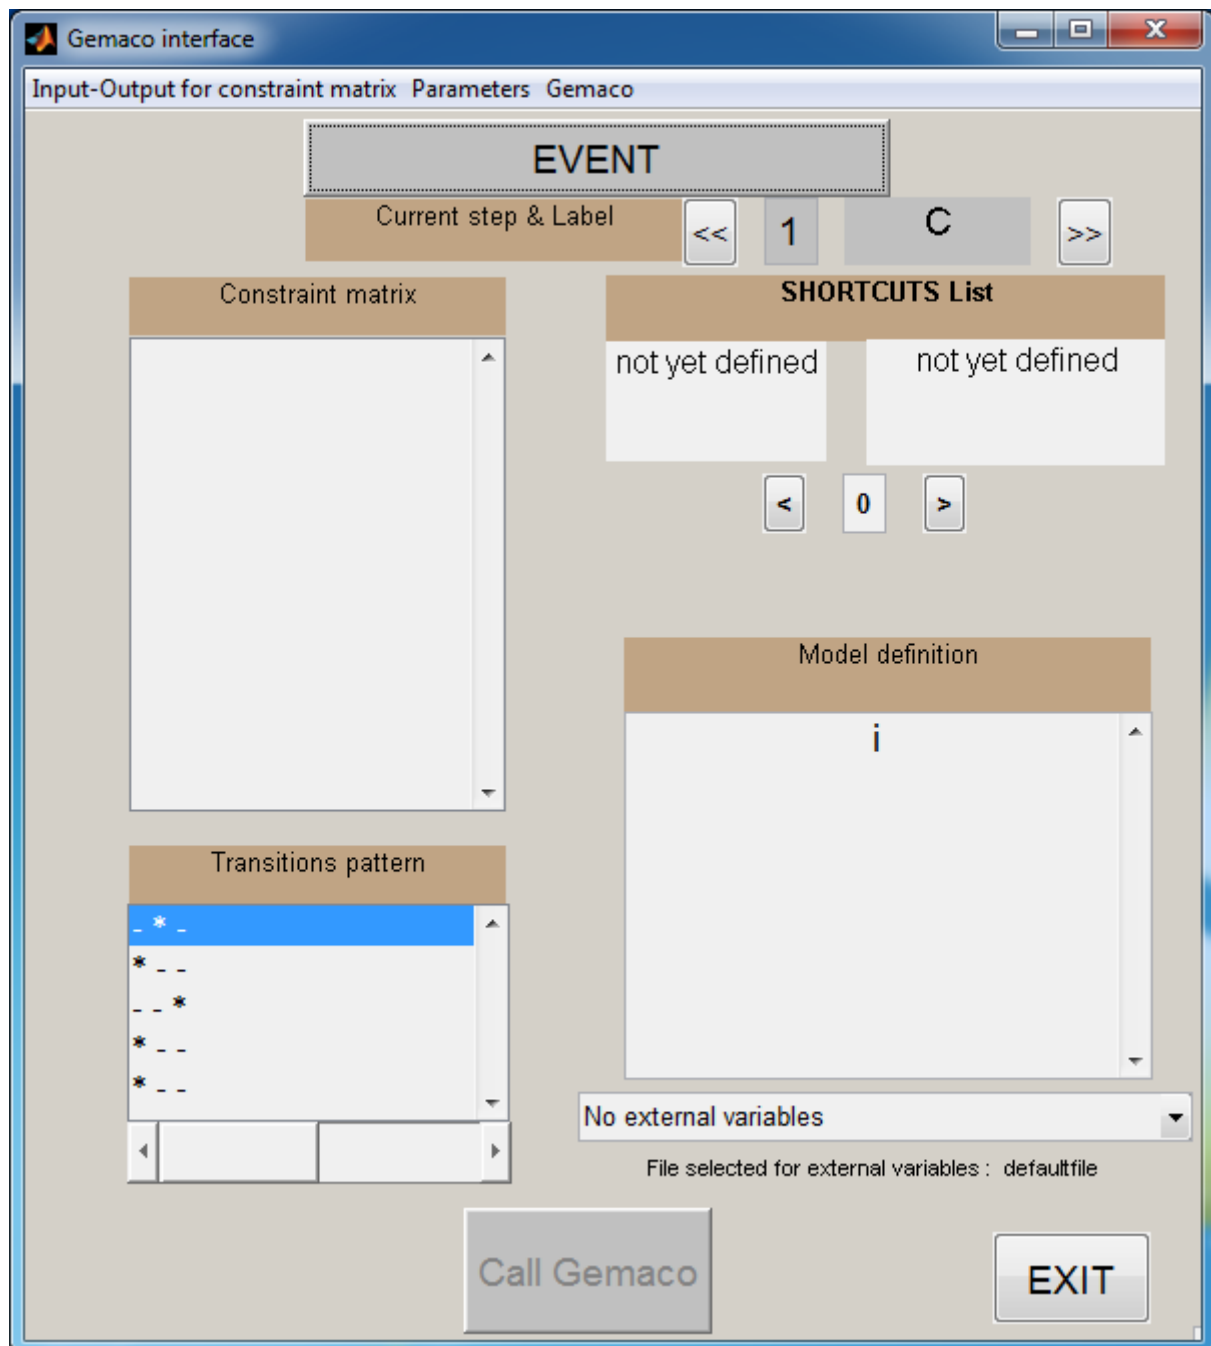 Gemaco interface
Input-Output for constraint matrix Parameters Gemaco
EVENT
Current step & Label
<<
1
C
>>
Constraint matrix
SHORTCUTS List
not yet defined
not yet defined
<
0
>
Model definition
i
Transitions pattern
_ * _
* _ _
_ _ *
* _ _
* _ _
No external variables
File selected for external variables : defaultfile
Call Gemaco
EXIT